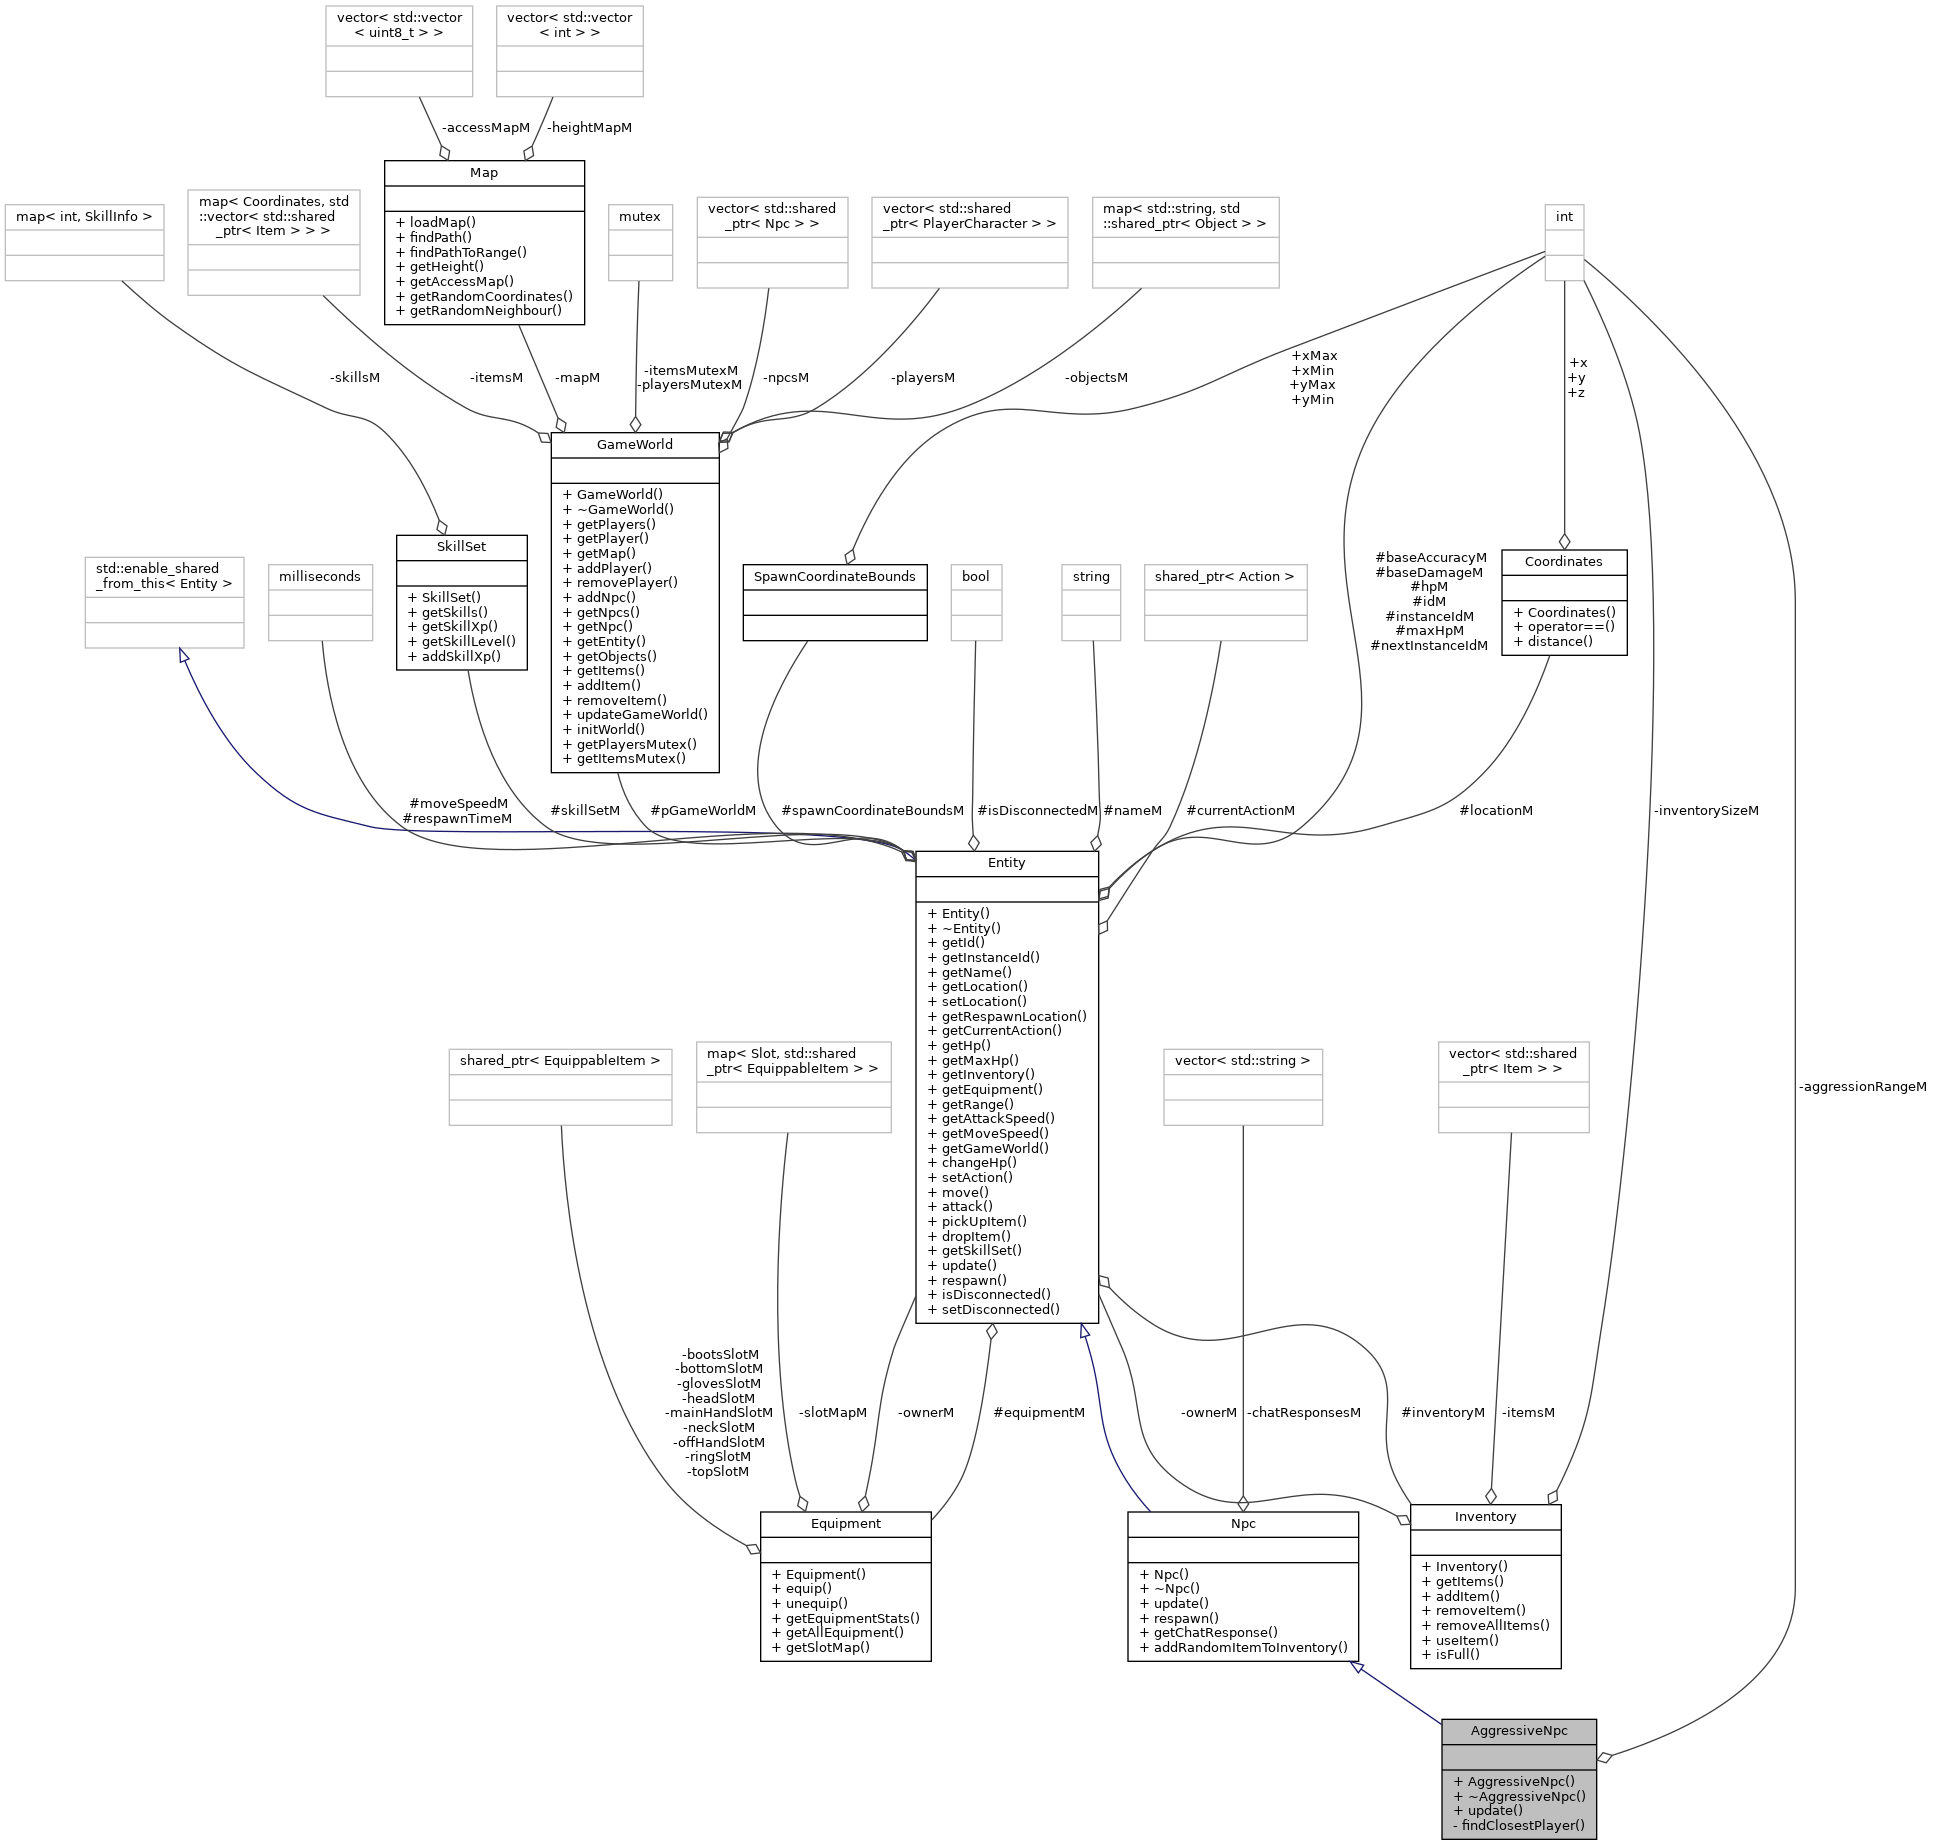 vector< std::vector
< uint8_t > >
vector< std::vector
< int > >
-accessMapM
-heightMapM
Map
+ loadMap()
+ findPath()
+ findPathToRange()
+ getHeight()
+ getAccessMap()
+ getRandomCoordinates()
+ getRandomNeighbour()
map< int, SkillInfo >
map< Coordinates, std
::vector< std::shared
_ptr< Item > > >
mutex
vector< std::shared
_ptr< Npc > >
vector< std::shared
_ptr< PlayerCharacter > >
map< std::string, std
::shared_ptr< Object > >
int
-skillsM
-itemsM
-mapM
-itemsMutexM
-playersMutexM
-npcsM
-playersM
-objectsM
+xMax
+xMin
+yMax
+yMin
+x
+y
+z
GameWorld
+ GameWorld()
+ ~GameWorld()
+ getPlayers()
+ getPlayer()
+ getMap()
+ addPlayer()
+ removePlayer()
+ addNpc()
+ getNpcs()
+ getNpc()
+ getEntity()
+ getObjects()
+ getItems()
+ addItem()
+ removeItem()
+ updateGameWorld()
+ initWorld()
+ getPlayersMutex()
+ getItemsMutex()
std::enable_shared
_from_this< Entity >
milliseconds
SkillSet
+ SkillSet()
+ getSkills()
+ getSkillXp()
+ getSkillLevel()
+ addSkillXp()
SpawnCoordinateBounds
bool
string
shared_ptr< Action >
#baseAccuracyM
#baseDamageM
#hpM
#idM
#instanceIdM
#maxHpM
#nextInstanceIdM
Coordinates
+ Coordinates()
+ operator==()
+ distance()
#moveSpeedM
#respawnTimeM
#skillSetM
#pGameWorldM
#spawnCoordinateBoundsM
#isDisconnectedM
#nameM
#currentActionM
#locationM
-inventorySizeM
Entity
+ Entity()
+ ~Entity()
+ getId()
+ getInstanceId()
+ getName()
+ getLocation()
+ setLocation()
+ getRespawnLocation()
+ getCurrentAction()
+ getHp()
+ getMaxHp()
+ getInventory()
+ getEquipment()
+ getRange()
+ getAttackSpeed()
+ getMoveSpeed()
+ getGameWorld()
+ changeHp()
+ setAction()
+ move()
+ attack()
+ pickUpItem()
+ dropItem()
+ getSkillSet()
+ update()
+ respawn()
+ isDisconnected()
+ setDisconnected()
shared_ptr< EquippableItem >
map< Slot, std::shared
_ptr< EquippableItem > >
vector< std::string >
vector< std::shared
_ptr< Item > >
-aggressionRangeM
-bootsSlotM
-bottomSlotM
-glovesSlotM
-headSlotM
-mainHandSlotM
-neckSlotM
-offHandSlotM
-ringSlotM
-topSlotM
-slotMapM
-ownerM
#equipmentM
-ownerM
-chatResponsesM
#inventoryM
-itemsM
Equipment
+ Equipment()
+ equip()
+ unequip()
+ getEquipmentStats()
+ getAllEquipment()
+ getSlotMap()
Npc
+ Npc()
+ ~Npc()
+ update()
+ respawn()
+ getChatResponse()
+ addRandomItemToInventory()
Inventory
+ Inventory()
+ getItems()
+ addItem()
+ removeItem()
+ removeAllItems()
+ useItem()
+ isFull()
AggressiveNpc
+ AggressiveNpc()
+ ~AggressiveNpc()
+ update()
- findClosestPlayer()